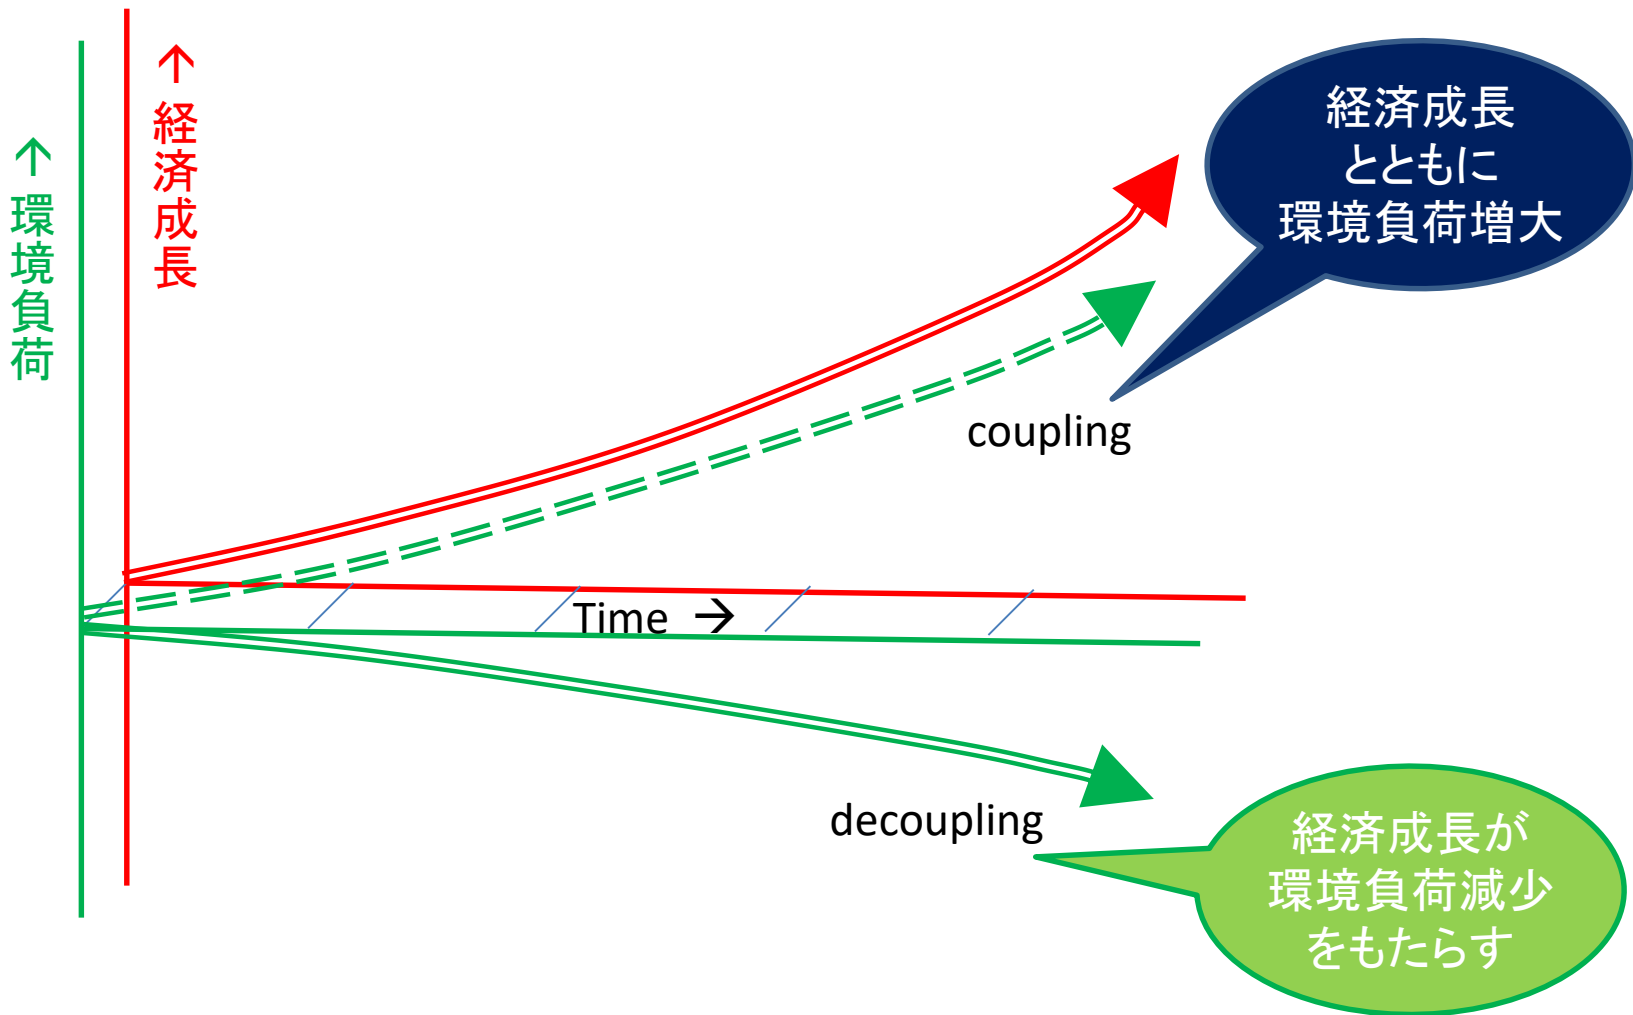 ↑環境負荷
↑経済成長
経済成長
とともに
環境負荷増大
coupling
Time →
decoupling
経済成長が
環境負荷減少
をもたらす